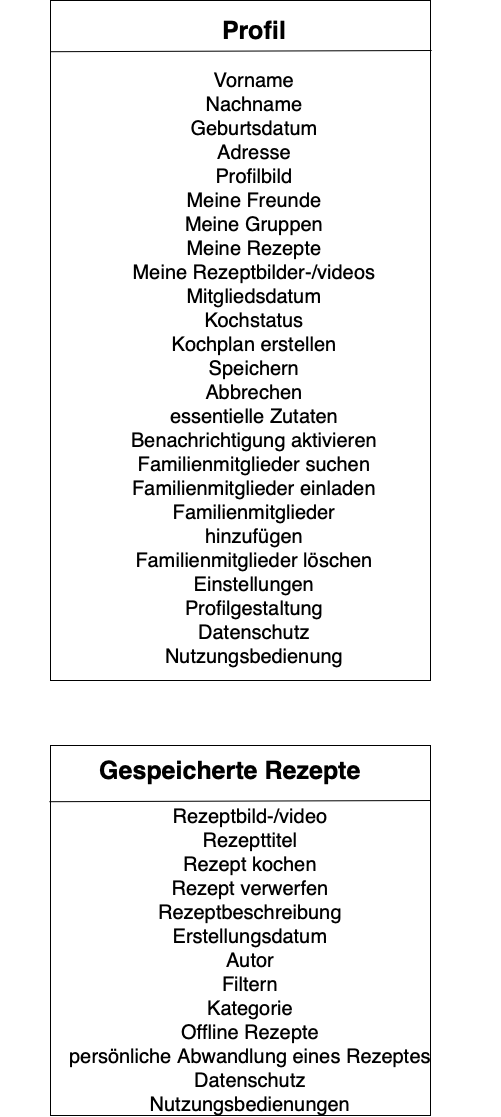 Profil
Vorname
Nachname
Geburtsdatum
Adresse
Profilbild
Meine Freunde
Meine Gruppen
Meine Rezepte
Meine Rezeptbilder-/videos
Mitgliedsdatum
Kochstatus
Kochplan erstellen
Speichern
Abbrechen
essentielle Zutaten
Benachrichtigung aktivieren
Familienmitglieder suchen
Familienmitglieder einladen
Familienmitglieder
hinzufügen
Familienmitglieder löschen
Einstellungen
Profilgestaltung
Datenschutz
Nutzungsbedienung
Gespeicherte Rezepte
Rezeptbild-/video
Rezepttitel
Rezept kochen
Rezept verwerfen
Rezeptbeschreibung
Erstellungsdatum
Autor
Filtern
Kategorie
Offline Rezepte
persönliche Abwandlung eines Rezeptes
Datenschutz
Nutzungsbedienungen